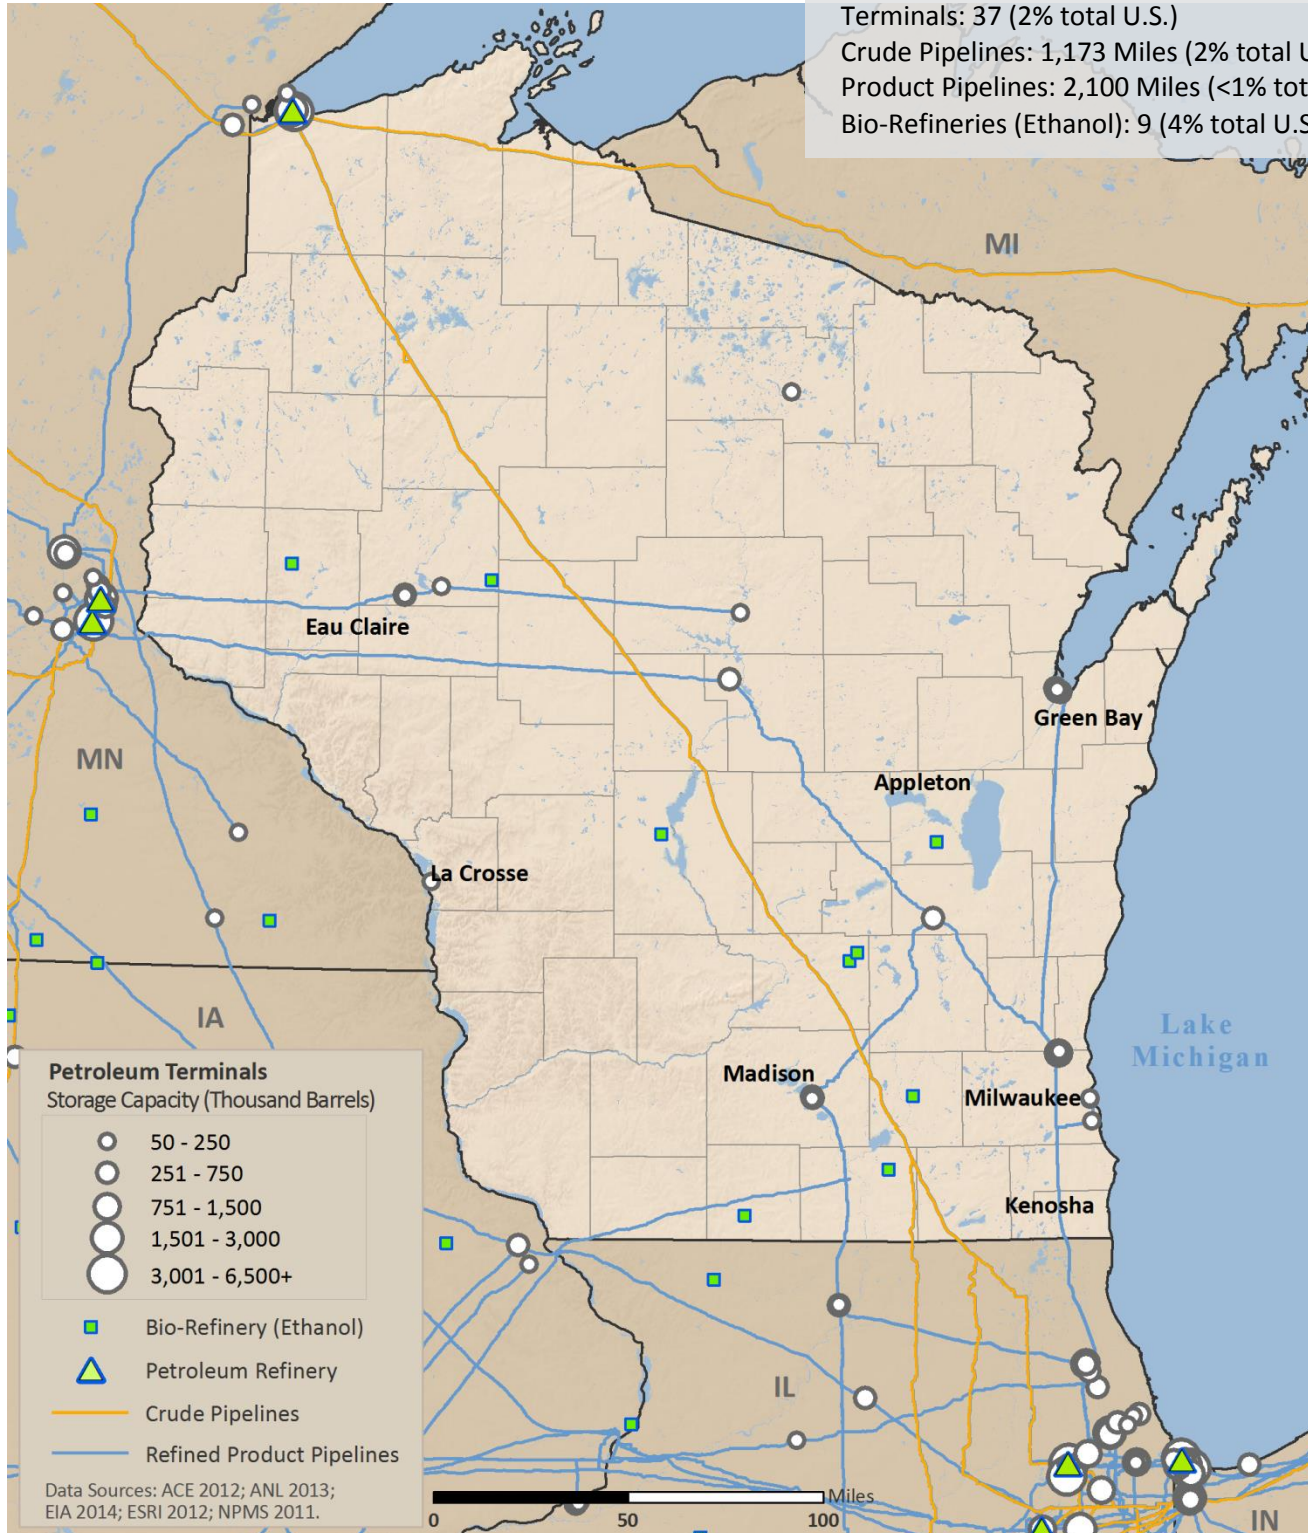 Terminals: 37 (2% total U.S.)
Crude Pipelines: 1,173 Miles (2% total U
Product Pipelines: 2,100 Miles (<1% tot
Bio-Refineries (Ethanol): 9 (4% total U.S
MI
Eau Claire
Green Bay
MN
Appleton
La Crosse
IA
Lake
Michigan
Madison
Milwaukee
Kenosha
IL
IN
Petroleum Terminals
Storage Capacity (Thousand Barrels)
50 - 250
251 - 750
751 - 1,500
1,501 - 3,000
3,001 - 6,500+
Bio-Refinery (Ethanol)
Petroleum Refinery
Crude Pipelines
Refined Product Pipelines
Data Sources: ACE 2012; ANL 2013;
EIA 2014; ESRI 2012; NPMS 2011.
Miles
0 50 100